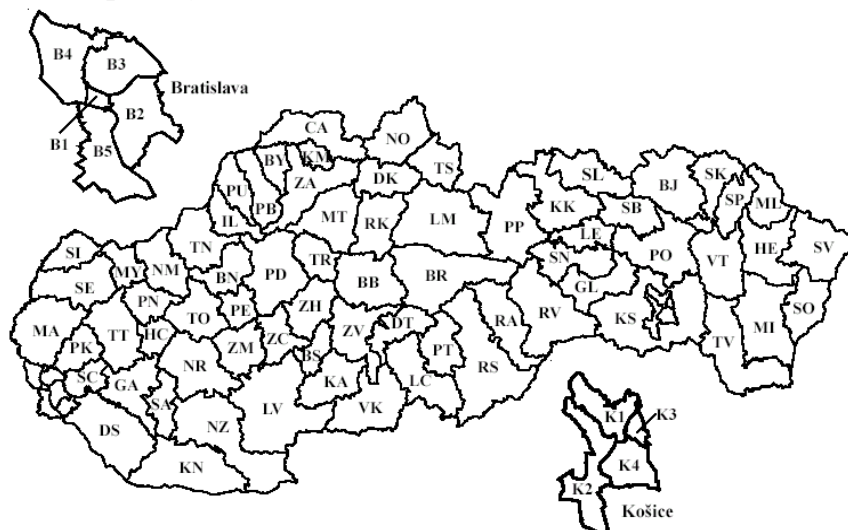 B4
B3
Bratislava
B2
B1
B5
CA
NO
KM
BY
TS
ZA
DK
PU
PB
IL
SL
BJ
SK
SP
ML
KK
SB
MT
RK
LM
PP
LE
TN
SI
MY
NM
BN
PD
TR
BB
BR
SN
PO
VT
HE
SV
SE
GL
PN
PE
ZH
RV
SO
MA
TT
TO
HC
PK
ZM
ZC
ZV
DT
RA
KS
MI
TV
BS
PT
RS
NR
SC
GA
SA
KA
LC
DS
NZ
LV
VK
KN
K1
K3
K4
K2
Košice